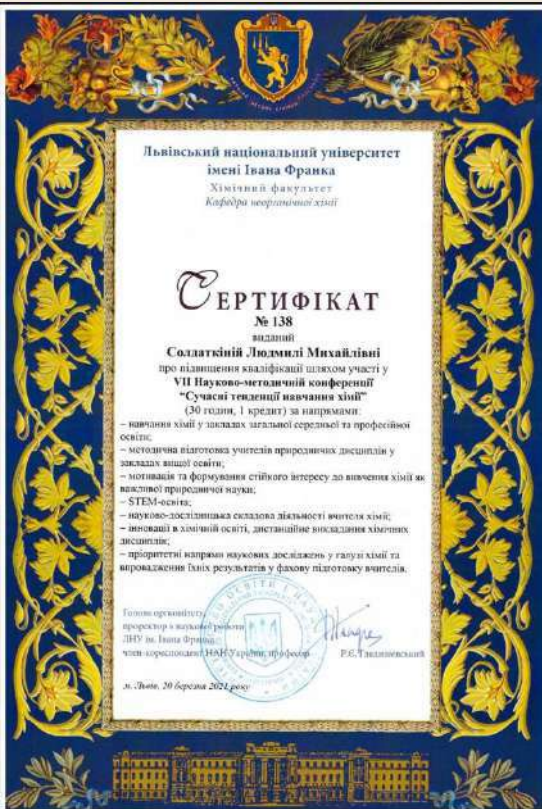 Львівський національний університет
імені Івана Франка
Хімічний факультет
Кафедра неорганічної хімії
СЕРТИФІКАТ
№ 138
виданий
Солдаткіній Людмилі Михайлівні
про підвищення кваліфікації шляхом участі у
VII Науково-методичній конференції
“Сучасні тенденції навчання хімії”
(30 годин, 1 кредит) за напрямами:
– навчання хімії у закладах загальної середньої та професійної
освіти;
– методична підготовка учителів природничих дисциплін у
закладах вищої освіти;
– мотивація та формування стійкого інтересу до вивчення хімії як
важливої природничої науки;
– STEM-освіта;
– науково-дослідницька складова діяльності вчителя хімії;
– інновації в хімічній освіті, дистанційне викладання хімічних
дисциплін;
– пріоритетні напрями наукових досліджень у галузі хімії та
впровадження їхніх результатів у фахову підготовку вчителів.
Голова оргкомітету,
проректор з наукової роботи
ЛНУ ім. Івана Франка
член-кореспондент НАН України, професор Р.Є. Гладишевський
м. Львів, 20 березня 2021 року